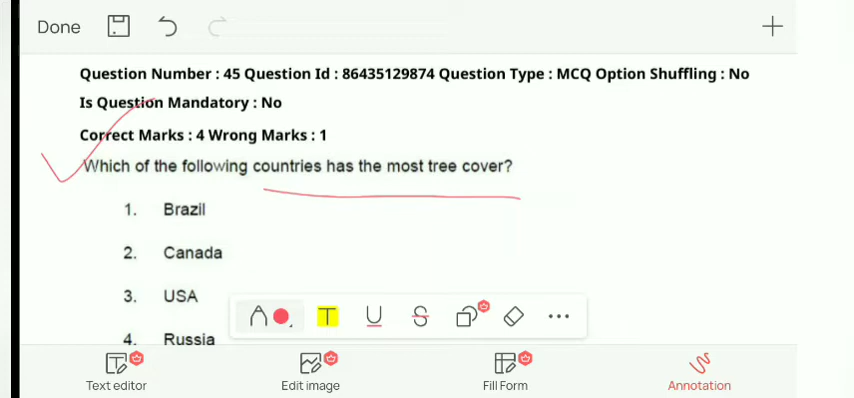 Done
Question Number : 45 Question Id : 86435129874 Question Type : MCQ Option Shuffling : No
Is Question Mandatory : No
Correct Marks : 4 Wrong Marks : 1
Which of the following countries has the most tree cover?
1. Brazil
2. Canada
3. USA
4. Russia
Text editor Edit image Fill Form Annotation